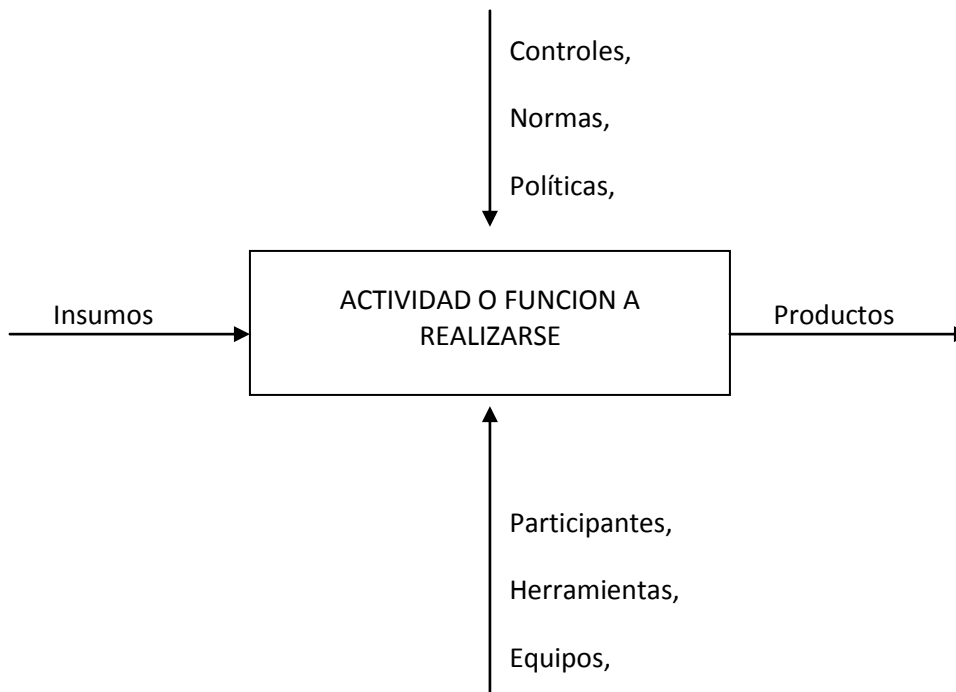 Controles,
Normas,
Políticas,
ACTIVIDAD O FUNCION A
REALIZARSE
Insumos
Productos
Participantes,
Herramientas,
Equipos,